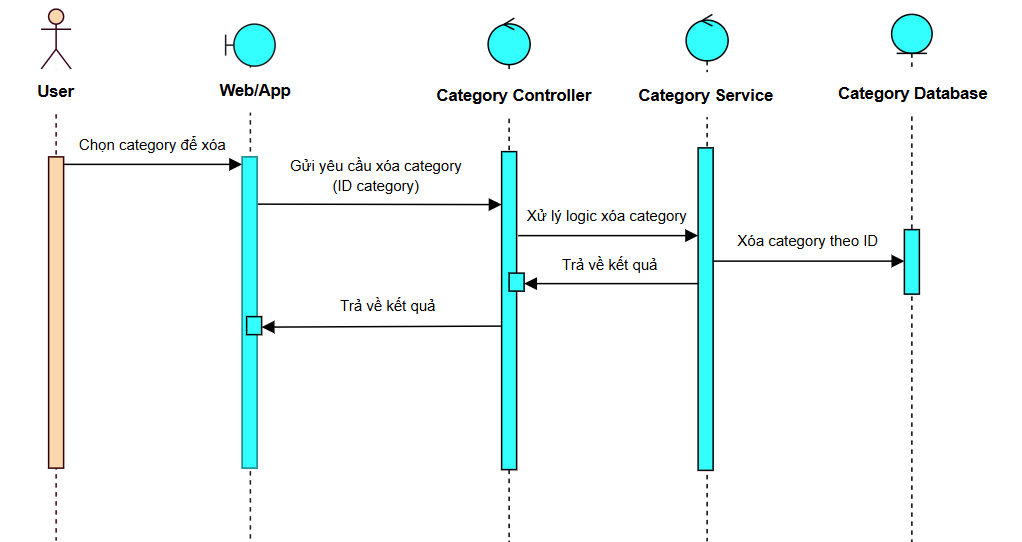 User
Web/App
Category Controller
Category Service
Category Database
Chọn category để xóa
Gửi yêu cầu xóa category
(ID category)
Xử lý logic xóa category
Xóa category theo ID
Trả về kết quả
Trả về kết quả